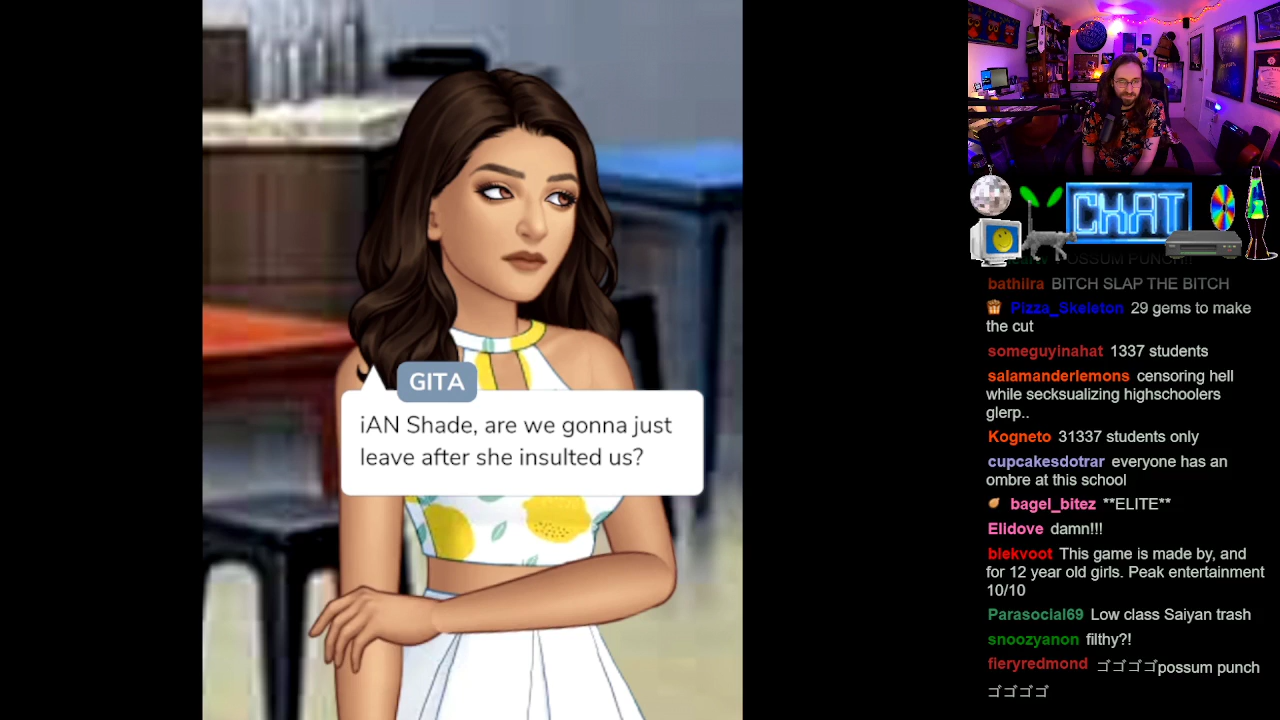 GITA
iAN Shade, are we gonna just
leave after she insulted us?
CHAT
OSSUM PUNCH!!
bathilra BITCH SLAP THE BITCH
Pizza_Skeleton 29 gems to make
the cut
someguyinahat 1337 students
salamanderlemons censoring hell
while secksualizing highschoolers
glerp..
Kogneto 31337 students only
cupcakesdotrar everyone has an
ombre at this school
bagel_bitez **ELITE**
Elidove damn!!!
blekvoot This game is made by, and
for 12 year old girls. Peak entertainment
10/10
Parasocial69 Low class Saiyan trash
snoozyanon filthy?!
fieryredmond ゴゴゴゴpossum punch
ゴゴゴゴ